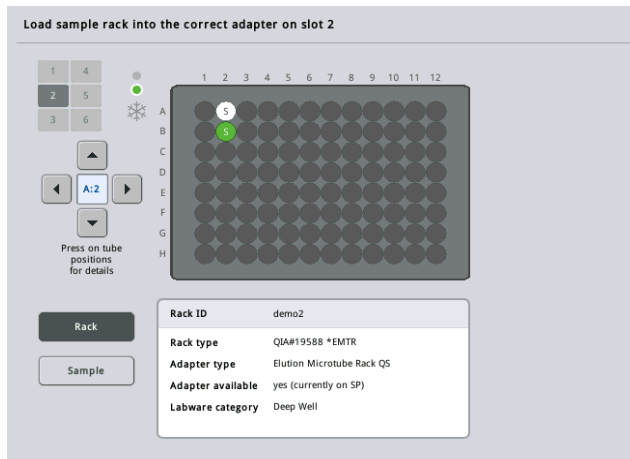 Load sample rack into the correct adapter on slot 2
1 4
2 5
3 6
1 2 3 4 5 6 7 8 9 10 11 12
A S
B S
C
D
E
F
G
H
A:2
Press on tube
positions
for details
Rack
Sample
Rack ID demo2
Rack type QIA#19588 *EMTR
Adapter type Elution Microtube Rack QS
Adapter available yes (currently on SP)
Labware category Deep Well